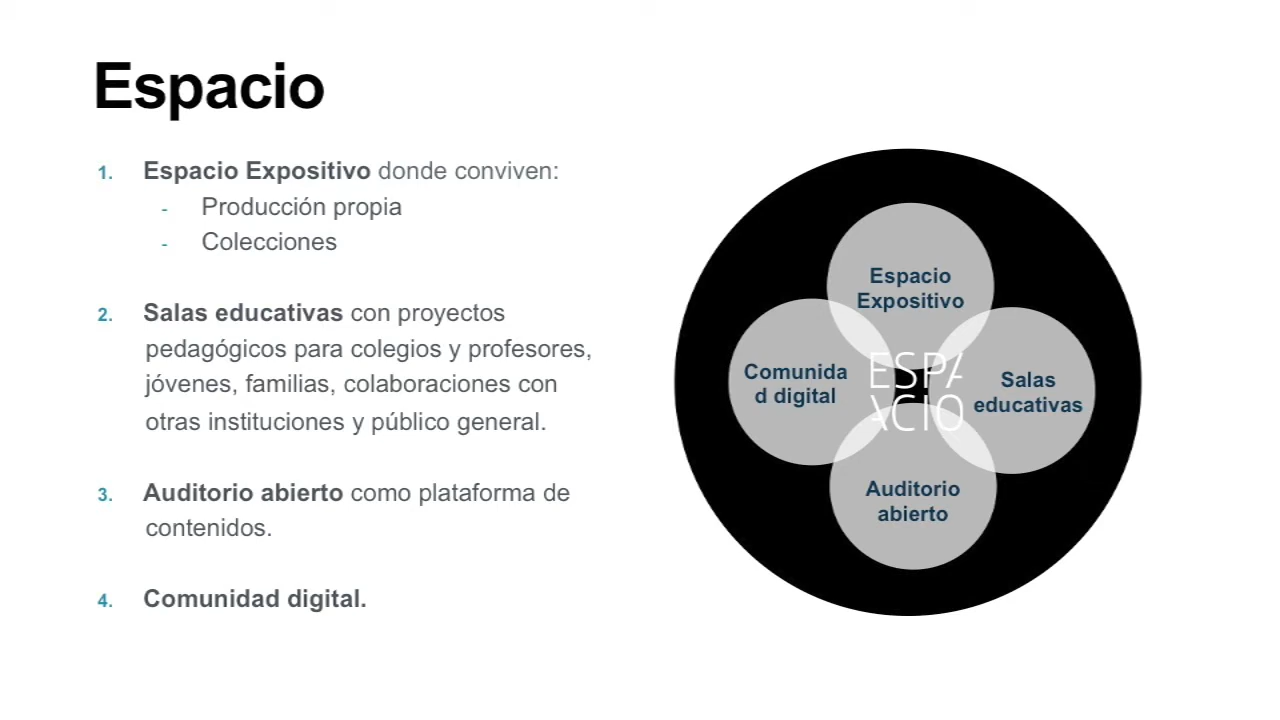 Espacio
1. Espacio Expositivo donde conviven:
- Producción propia
- Colecciones
2. Salas educativas con proyectos
pedagógicos para colegios y profesores,
jóvenes, familias, colaboraciones con
otras instituciones y público general.
3. Auditorio abierto como plataforma de
contenidos.
4. Comunidad digital.
Espacio
Expositivo
Comunida
d digital
ESPA
ACIO
Salas
educativas
Auditorio
abierto